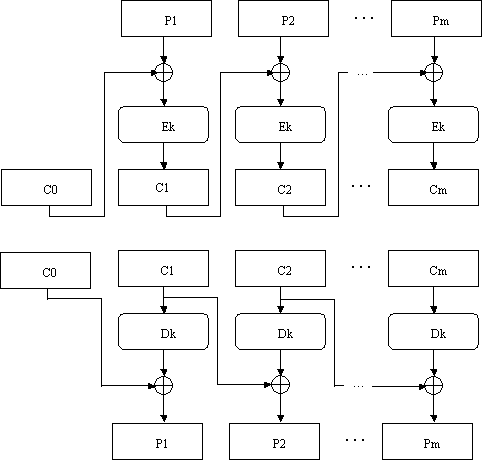 P1 P2 ... Pm
...
Ek Ek Ek
C0 C1 C2 ... Cm
C0 C1 C2 ... Cm
Dk Dk Dk
...
P1 P2 ... Pm